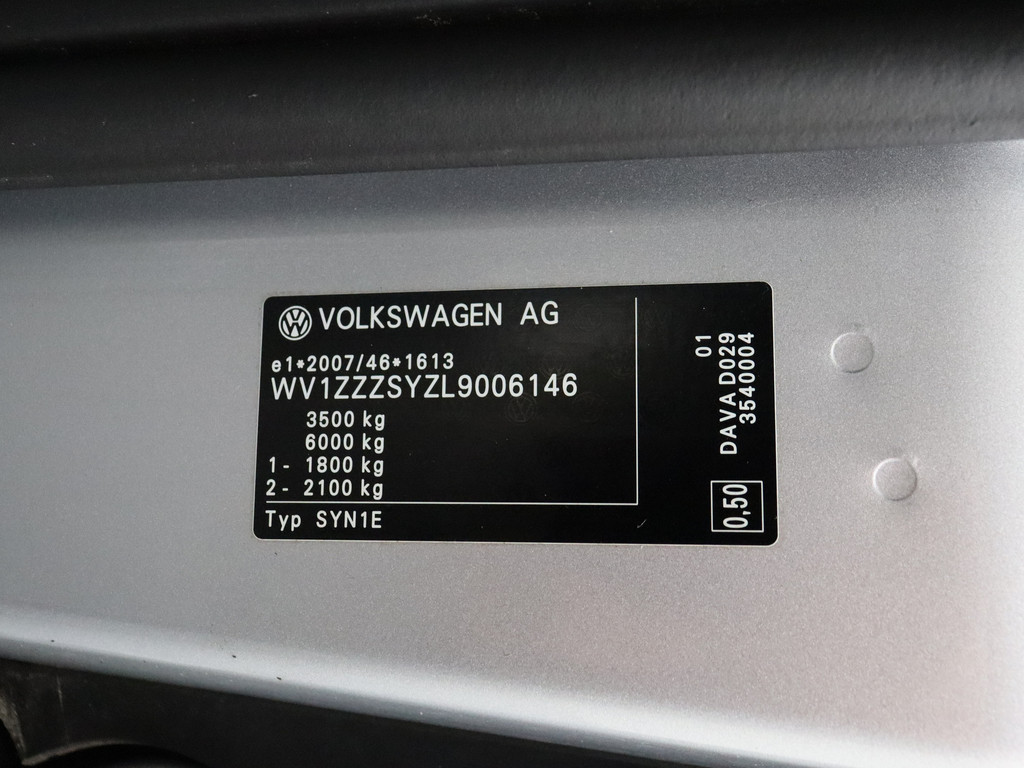 VOLKSWAGEN AG
e1*2007/46*1613
WV1ZZZSYZL9006146
3500 kg
6000 kg
1- 1800 kg
2- 2100 kg
Typ SYN1E
01
DAVA D029
3540004
0,50